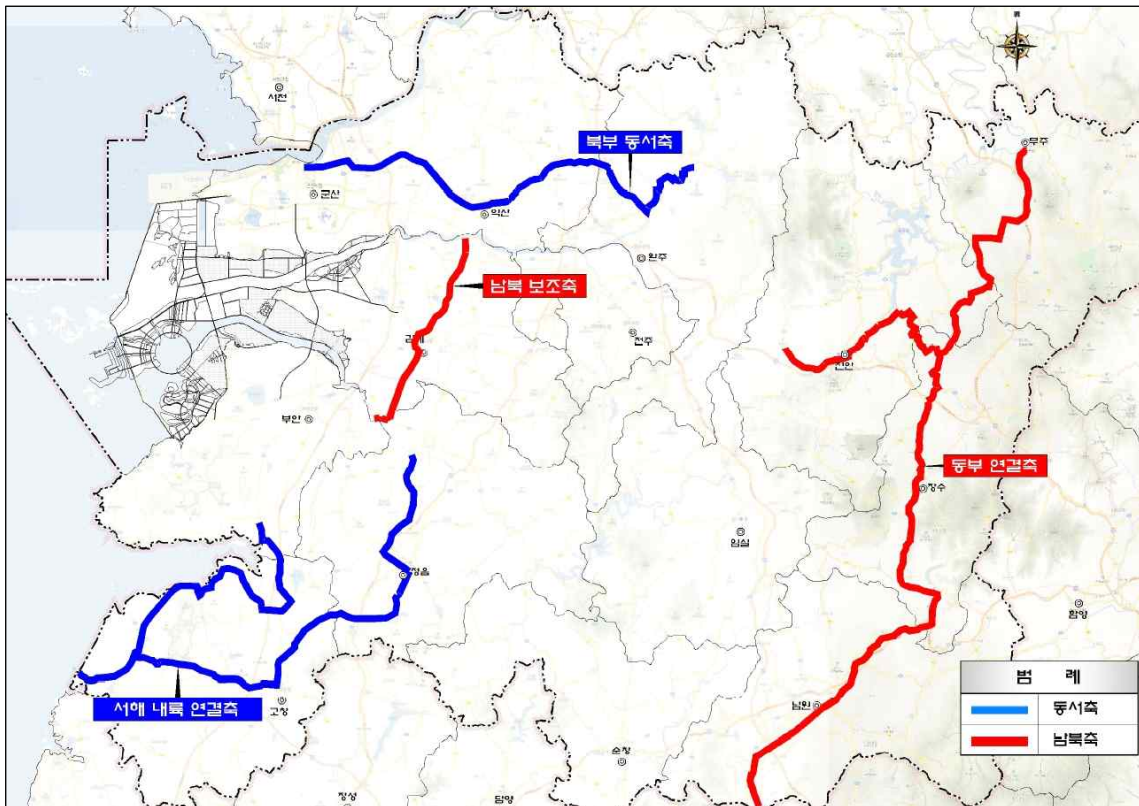 서천
무주
북부 동서축
군산
익산
완주
남북 보조축
전주
부안
동부 연결축
장수
임실
정읍
함양
범 례
동서축
남북축
서해 내륙 연결축
고창
남원
순창
장성
담양